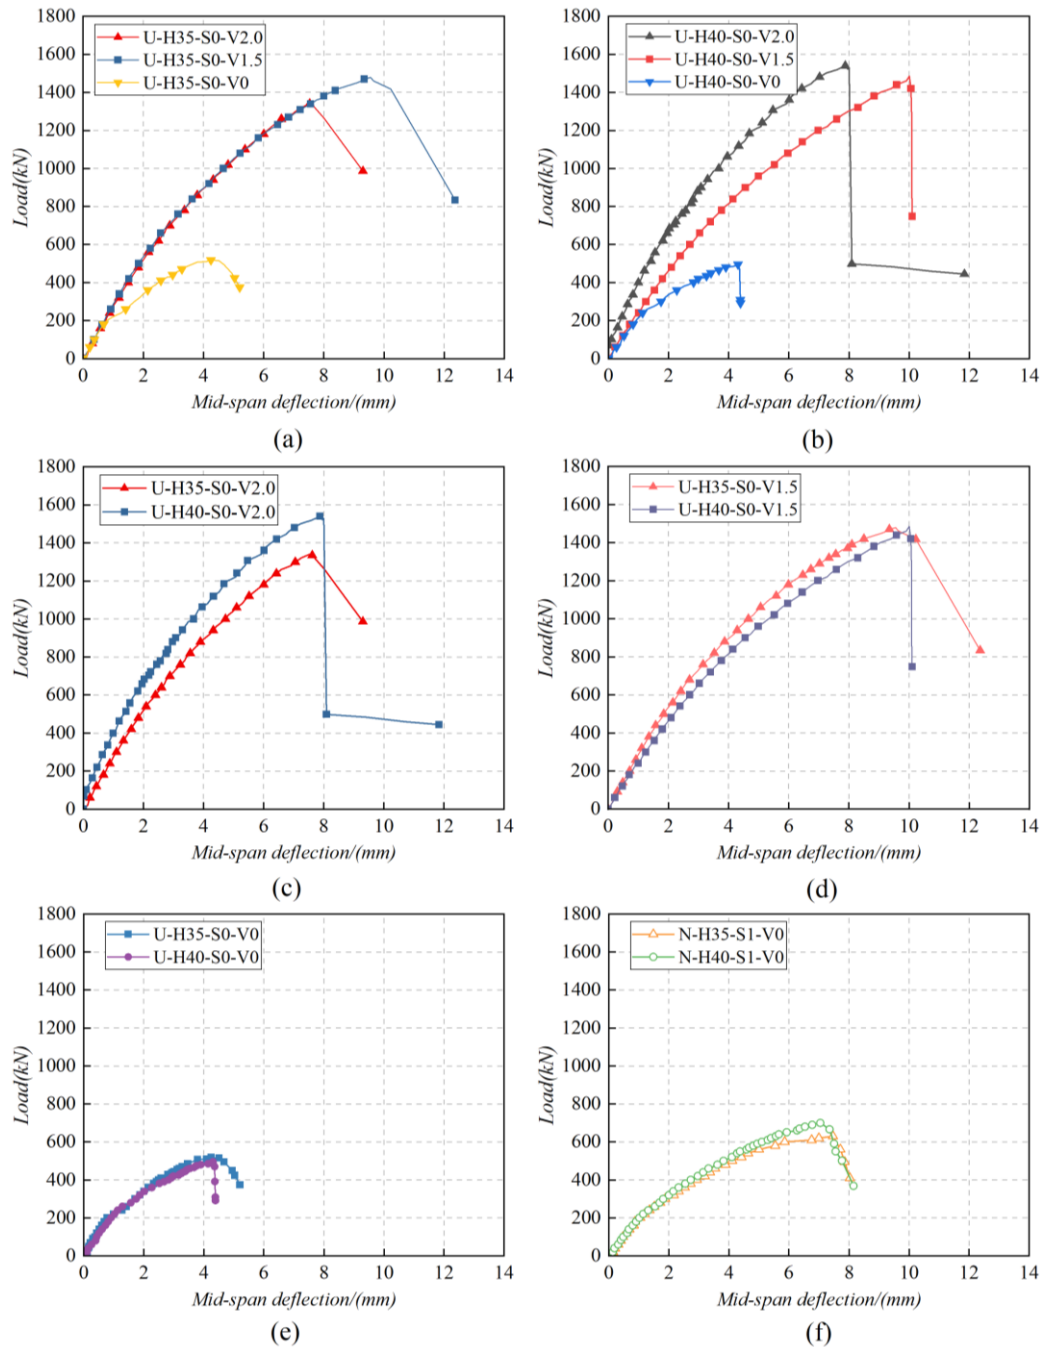 U-H35-S0-V2.0
U-H35-S0-V1.5
U-H35-S0-V0
1800
1600
1400
1200
1000
800
600
400
200
0
Load(kN)
0 2 4 6 8 10 12 14
Mid-span deflection/(mm)
(a)
U-H40-S0-V2.0
U-H40-S0-V1.5
U-H40-S0-V0
1800
1600
1400
1200
1000
800
600
400
200
0
Load(kN)
0 2 4 6 8 10 12 14
Mid-span deflection/(mm)
(b)
U-H35-S0-V2.0
U-H40-S0-V2.0
1800
1600
1400
1200
1000
800
600
400
200
0
Load(kN)
0 2 4 6 8 10 12 14
Mid-span deflection/(mm)
(c)
U-H35-S0-V1.5
U-H40-S0-V1.5
1800
1600
1400
1200
1000
800
600
400
200
0
Load(kN)
0 2 4 6 8 10 12 14
Mid-span deflection/(mm)
(d)
U-H35-S0-V0
U-H40-S0-V0
1800
1600
1400
1200
1000
800
600
400
200
0
Load(kN)
0 2 4 6 8 10 12 14
Mid-span deflection/(mm)
(e)
N-H35-S1-V0
N-H40-S1-V0
1800
1600
1400
1200
1000
800
600
400
200
0
Load(kN)
0 2 4 6 8 10 12 14
Mid-span deflection/(mm)
(f)